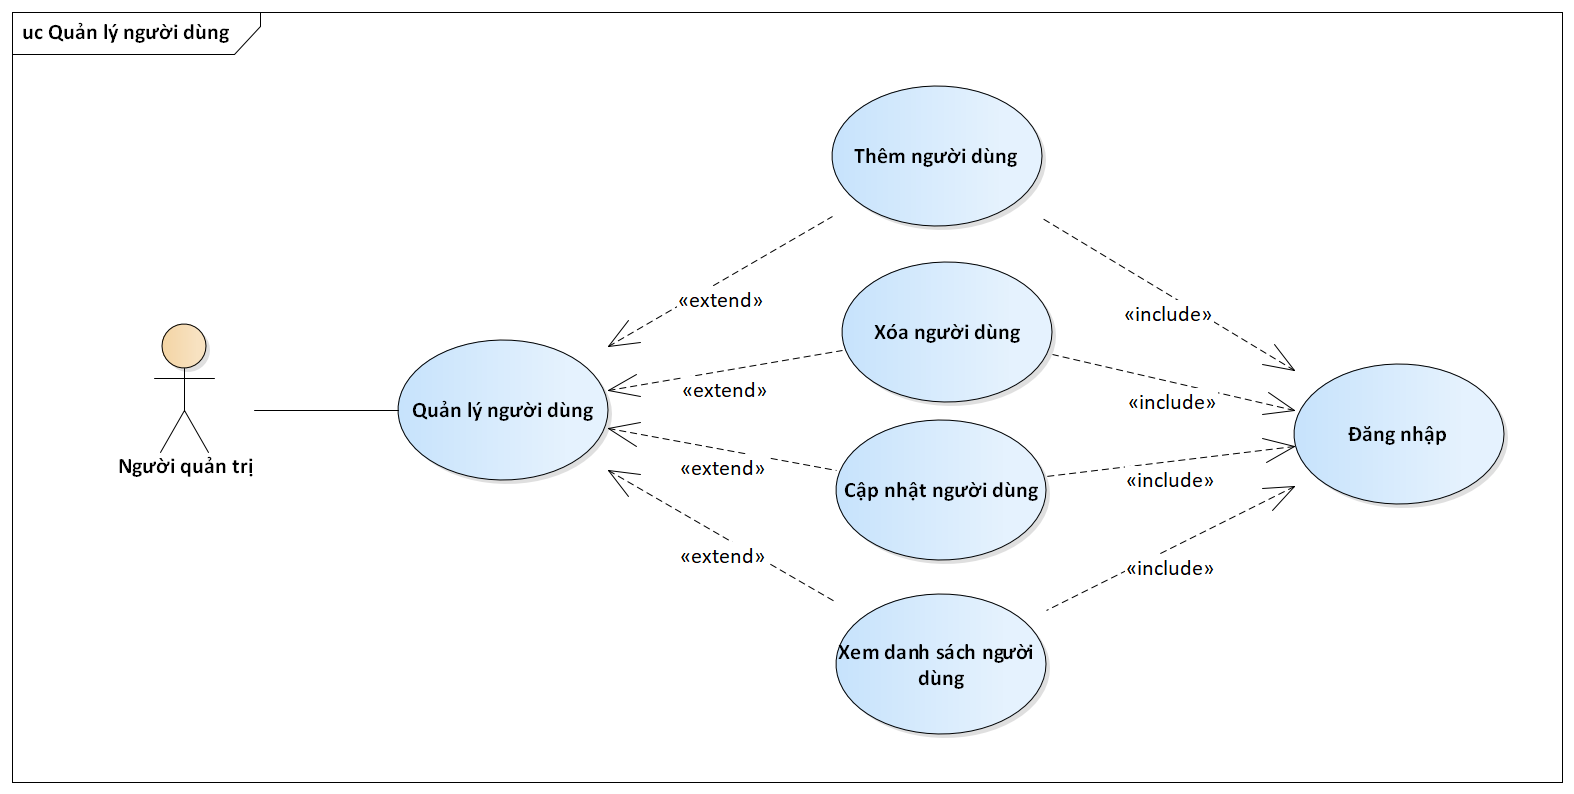 uc Quản lý người dùng
Thêm người dùng
«extend»
«include»
Xóa người dùng
«extend»
«include»
Quản lý người dùng
Đăng nhập
Người quản trị
«extend»
«include»
Cập nhật người dùng
«extend»
«include»
Xem danh sách người
dùng